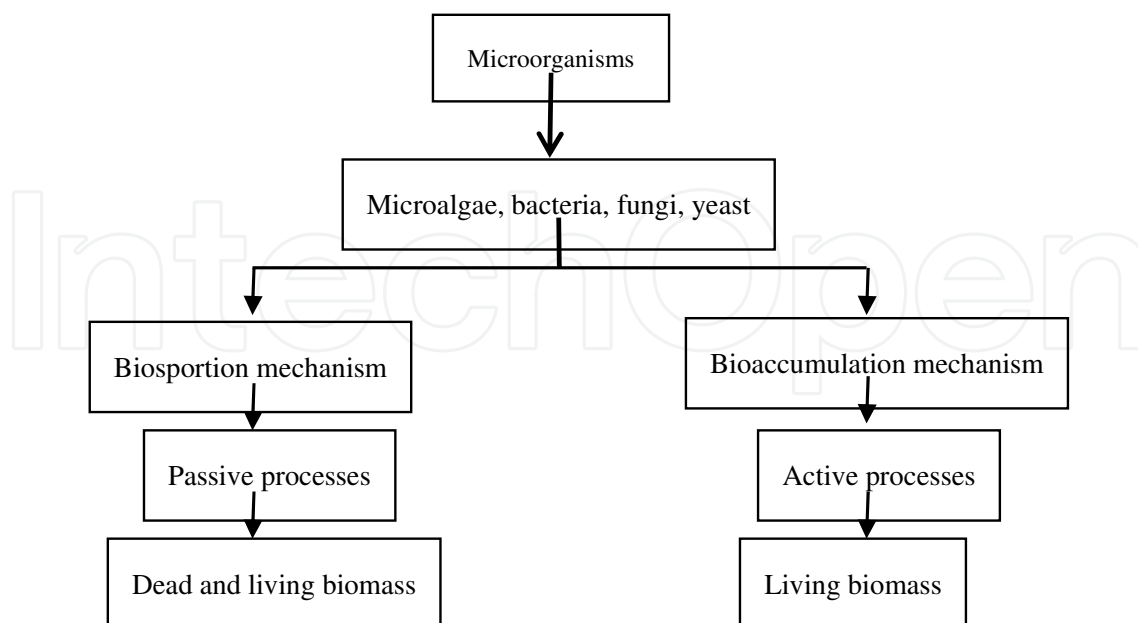 Microorganisms
Microalgae, bacteria, fungi, yeast
IntechOpen
Biosportion mechanism
Bioaccumulation mechanism
Passive processes
Active processes
Dead and living biomass
Living biomass